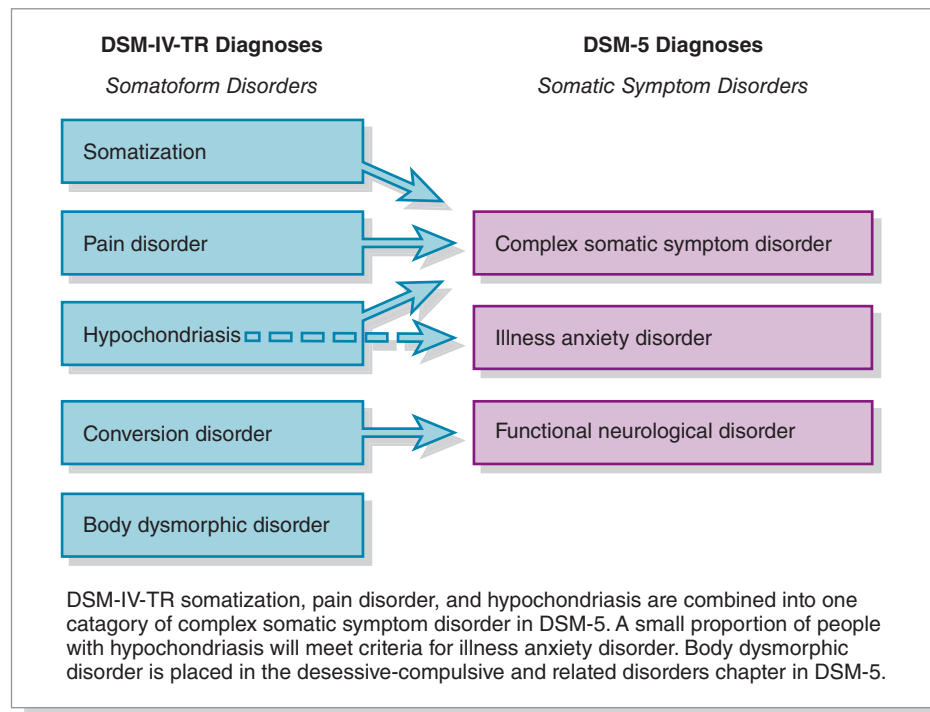 DSM-IV-TR Diagnoses
Somatoform Disorders
DSM-5 Diagnoses
Somatic Symptom Disorders
Somatization
Pain disorder
Complex somatic symptom disorder
Hypochondriasis
Illness anxiety disorder
Conversion disorder
Functional neurological disorder
Body dysmorphic disorder
DSM-IV-TR somatization, pain disorder, and hypochondriasis are combined into one
catagory of complex somatic symptom disorder in DSM-5. A small proportion of people
with hypochondriasis will meet criteria for illness anxiety disorder. Body dysmorphic
disorder is placed in the desessive-compulsive and related disorders chapter in DSM-5.